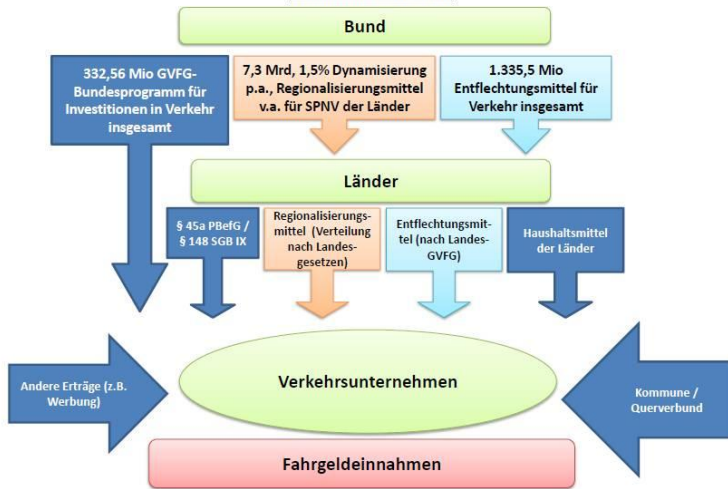 Bund
332,56 Mio GVFG-
Bundesprogramm für
Investitionen in Verkehr
insgesamt
7,3 Mrd, 1,5% Dynamisierung
p.a., Regionalisierungsmittel
v.a. für SPNV der Länder
1.335,5 Mio
Entflechtungsmittel für
Verkehr insgesamt
Länder
§ 45a PBefG /
§ 148 SGB IX
Regionalisierungs-
mittel (Verteilung
nach Landes-
gesetzen)
Entflechtungsmit-
tel (nach Landes-
GVFG)
Haushaltsmittel
der Länder
Andere Erträge (z.B.
Werbung)
Verkehrsunternehmen
Kommune /
Querverbund
Fahrgeldeinnahmen